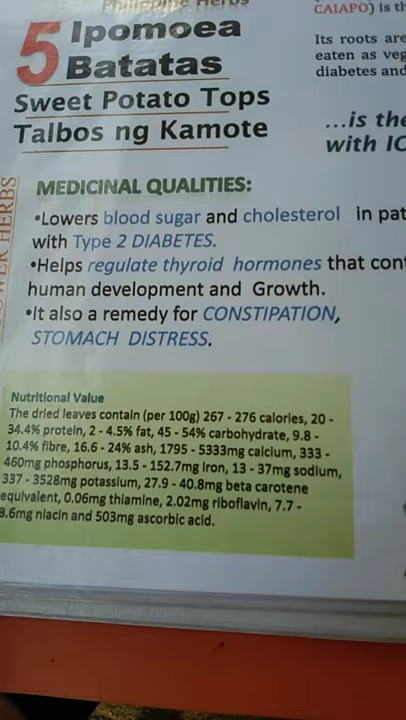 Philippine Herbs
5 Ipomoea
Batatas
Sweet Potato Tops
Talbos ng Kamote
MEDICINAL QUALITIES:
•Lowers blood sugar and cholesterol in pat
with Type 2 DIABETES.
•Helps regulate thyroid hormones that con
human development and Growth.
•It also a remedy for CONSTIPATION,
STOMACH DISTRESS.
Nutritional Value
The dried leaves contain (per 100g) 267 - 276 calories, 20 -
34.4% protein, 2 - 4.5% fat, 45 - 54% carbohydrate, 9.8 -
10.4% fibre, 16.6 - 24% ash, 1795 - 5333mg calcium, 333 -
460mg phosphorus, 13.5 - 152.7mg iron, 13 - 37mg sodium,
337 - 3528mg potassium, 27.9 - 40.8mg beta carotene
equivalent, 0.06mg thiamine, 2.02mg riboflavin, 7.7 -
8.6mg niacin and 503mg ascorbic acid.
CAIAPO) is th
Its roots are
eaten as veg
diabetes and
...is the
with IC
HERBS